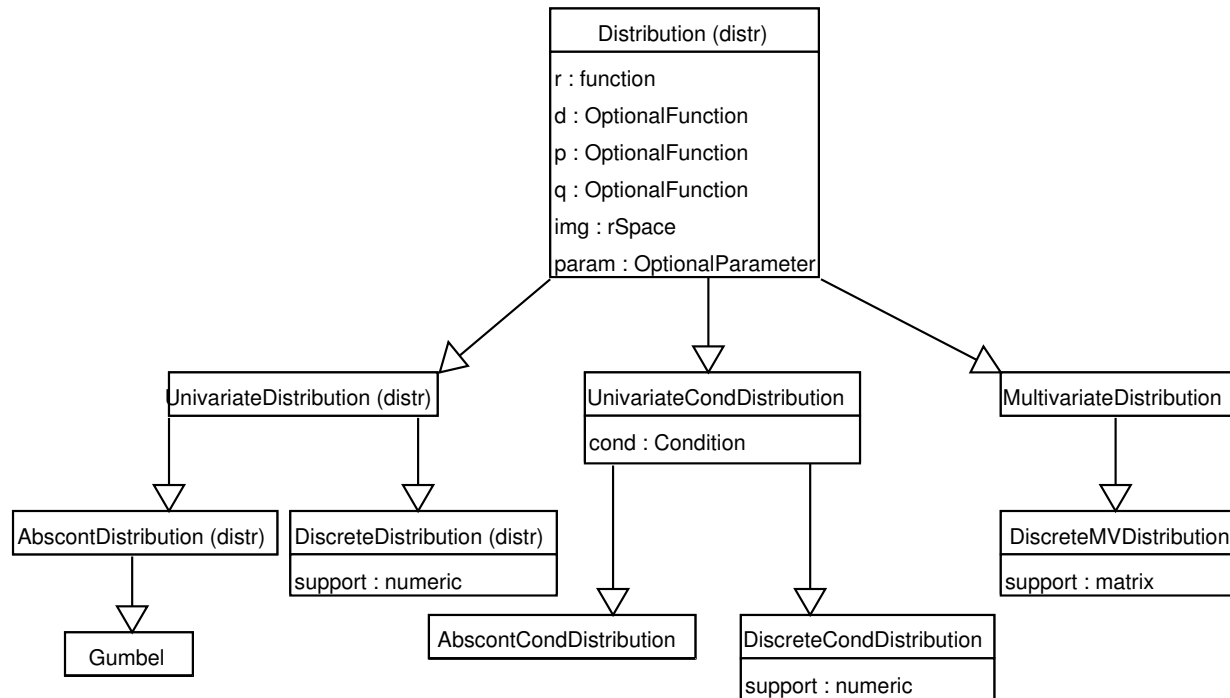 Distribution (distr)
r : function
d : OptionalFunction
p : OptionalFunction
q : OptionalFunction
img : rSpace
param : OptionalParameter
UnivariateDistribution (distr)
UnivariateCondDistribution
cond : Condition
MultivariateDistribution
AbscontDistribution (distr)
DiscreteDistribution (distr)
support : numeric
DiscreteMVDistribution
support : matrix
Gumbel
AbscontCondDistribution
DiscreteCondDistribution
support : numeric